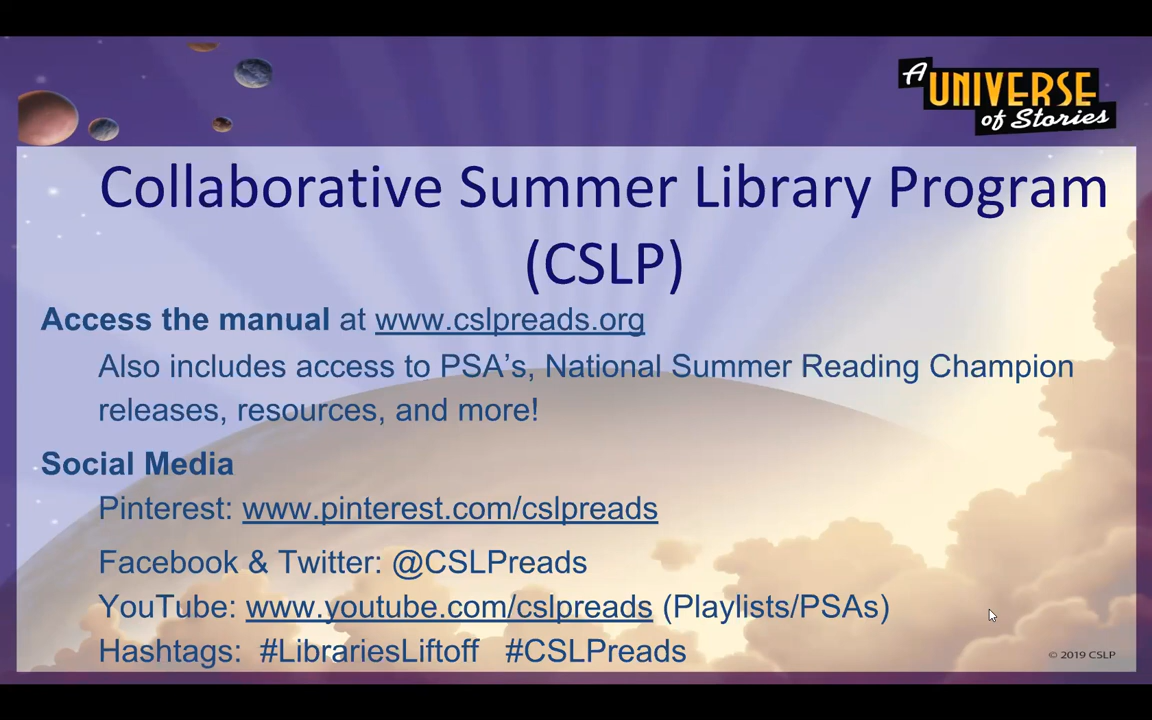 A UNIVERSE
of Stories
Collaborative Summer Library Program
(CSLP)
Access the manual at www.cslpreads.org
Also includes access to PSA's, National Summer Reading Champion
releases, resources, and more!
Social Media
Pinterest: www.pinterest.com/cslpreads
Facebook & Twitter: @CSLPreads
YouTube: www.youtube.com/cslpreads (Playlists/PSAs)
Hashtags: #LibrariesLiftoff #CSLPreads
© 2019 CSLP